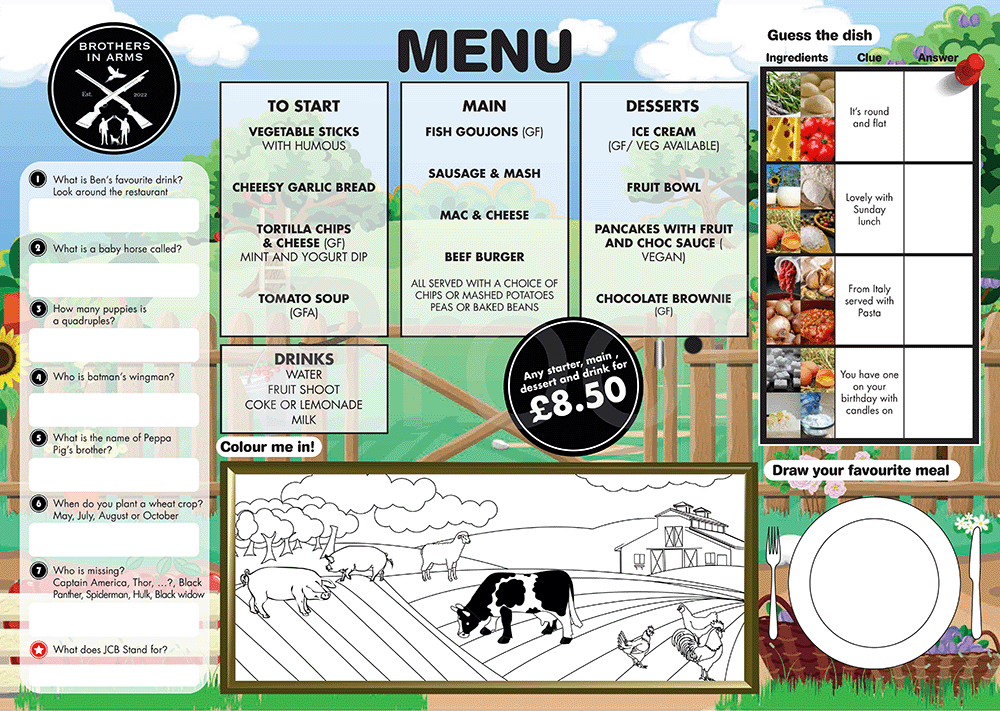 BROTHERS
IN ARMS
Est. 2022
MENU
TO START
VEGETABLE STICKS
WITH HUMOUS
CHEEESY GARLIC BREAD
TORTILLA CHIPS
& CHEESE (GF)
MINT AND YOGURT DIP
TOMATO SOUP
(GFA)
MAIN
FISH GOUJONS (GF)
SAUSAGE & MASH
MAC & CHEESE
BEEF BURGER
ALL SERVED WITH A CHOICE OF
CHIPS OR MASHED POTATOES
PEAS OR BAKED BEANS
DESSERTS
ICE CREAM
(GF/ VEG AVAILABLE)
FRUIT BOWL
PANCAKES WITH FRUIT
AND CHOC SAUCE (
VEGAN)
CHOCOLATE BROWNIE
(GF)
DRINKS
WATER
FRUIT SHOOT
COKE OR LEMONADE
MILK
Any starter, main ,
dessert and drink for
£8.50
1 What is Ben's favourite drink?
Look around the restaurant
2 What is a baby horse called?
3 How many puppies is
a quadruples?
4 Who is batman's wingman?
5 What is the name of Peppa
Pig's brother?
6 When do you plant a wheat crop?
May, July, August or October
7 Who is missing?
Captain America, Thor, ...?, Black
Panther, Spiderman, Hulk, Black widow
What does JCB Stand for?
Colour me in!
Guess the dish
Ingredients Clue Answer
It's round
and flat
Lovely with
Sunday
lunch
From Italy
served with
Pasta
You have one
on your
birthday with
candles on
Draw your favourite meal